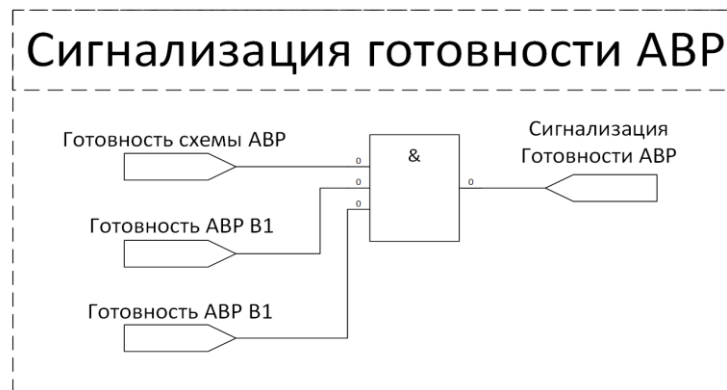 Сигнализация готовности АВР
Готовность схемы АВР
Сигнализация
Готовности АВР
&
0
0
0
0
Готовность АВР В1
Готовность АВР В1